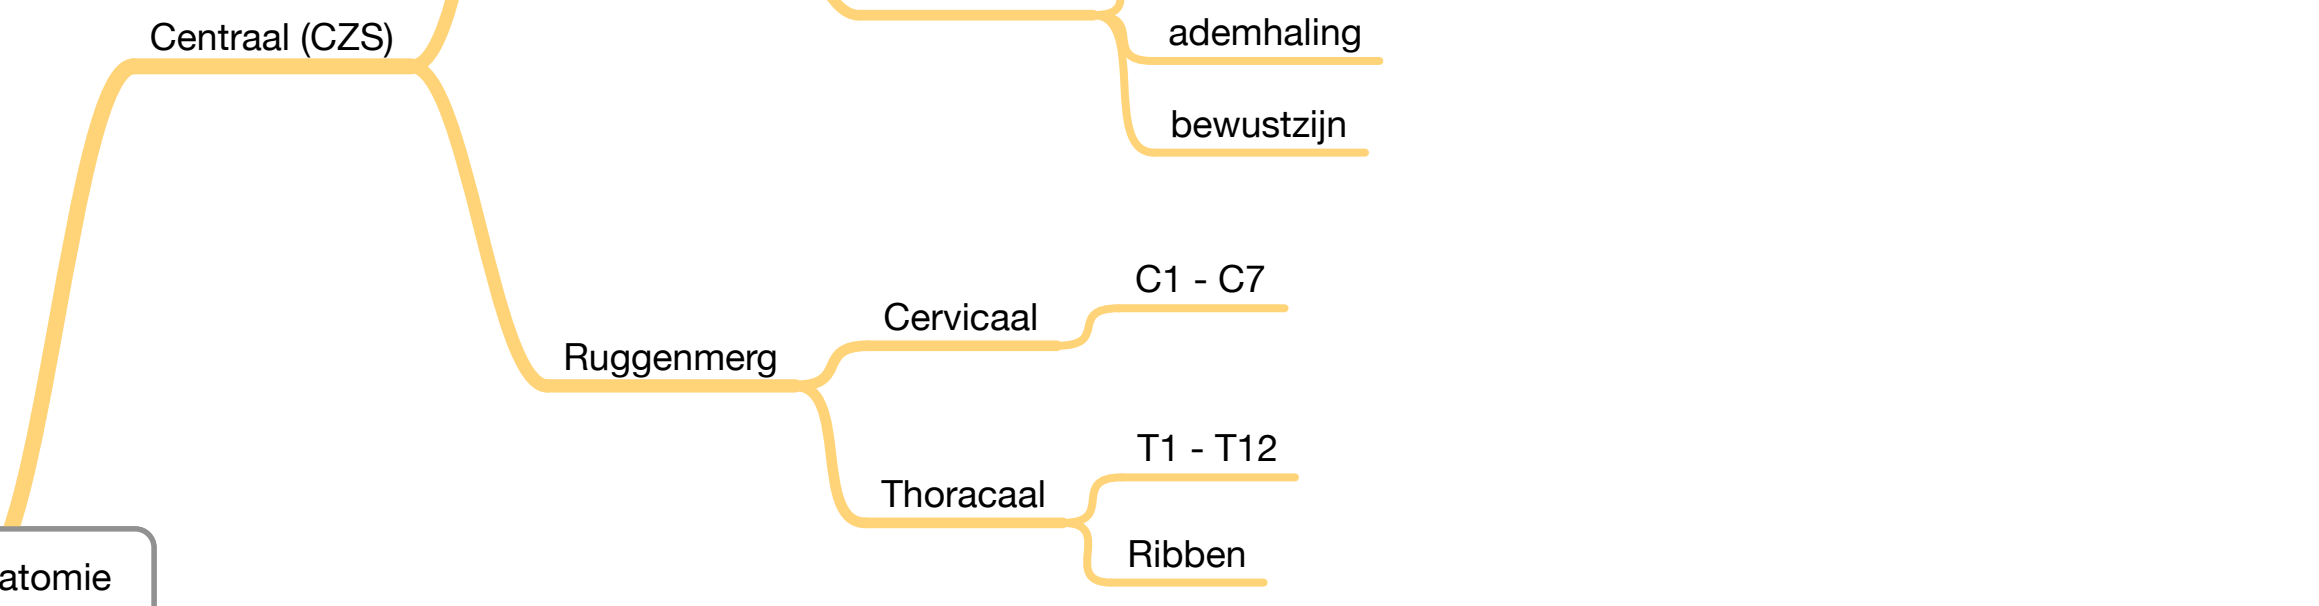 Centraal (CZS)
ademhaling
bewustzijn
C1 - C7
Cervicaal
Ruggenmerg
T1 - T12
Thoracaal
Ribben
atomie